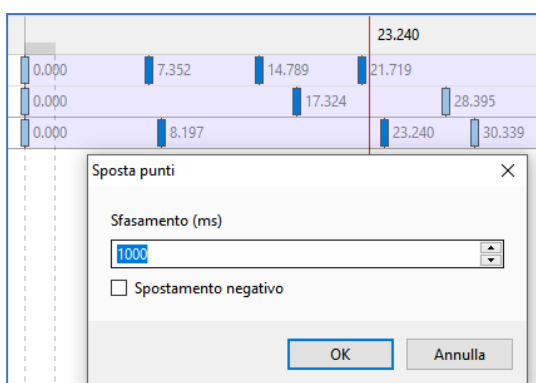 23.240
0.000 7.352 14.789 21.719
0.000 17.324 28.395
0.000 8.197 23.240 30.339
Sposta punti
Sfasamento (ms)
1000
Spostamento negativo
OK Annulla